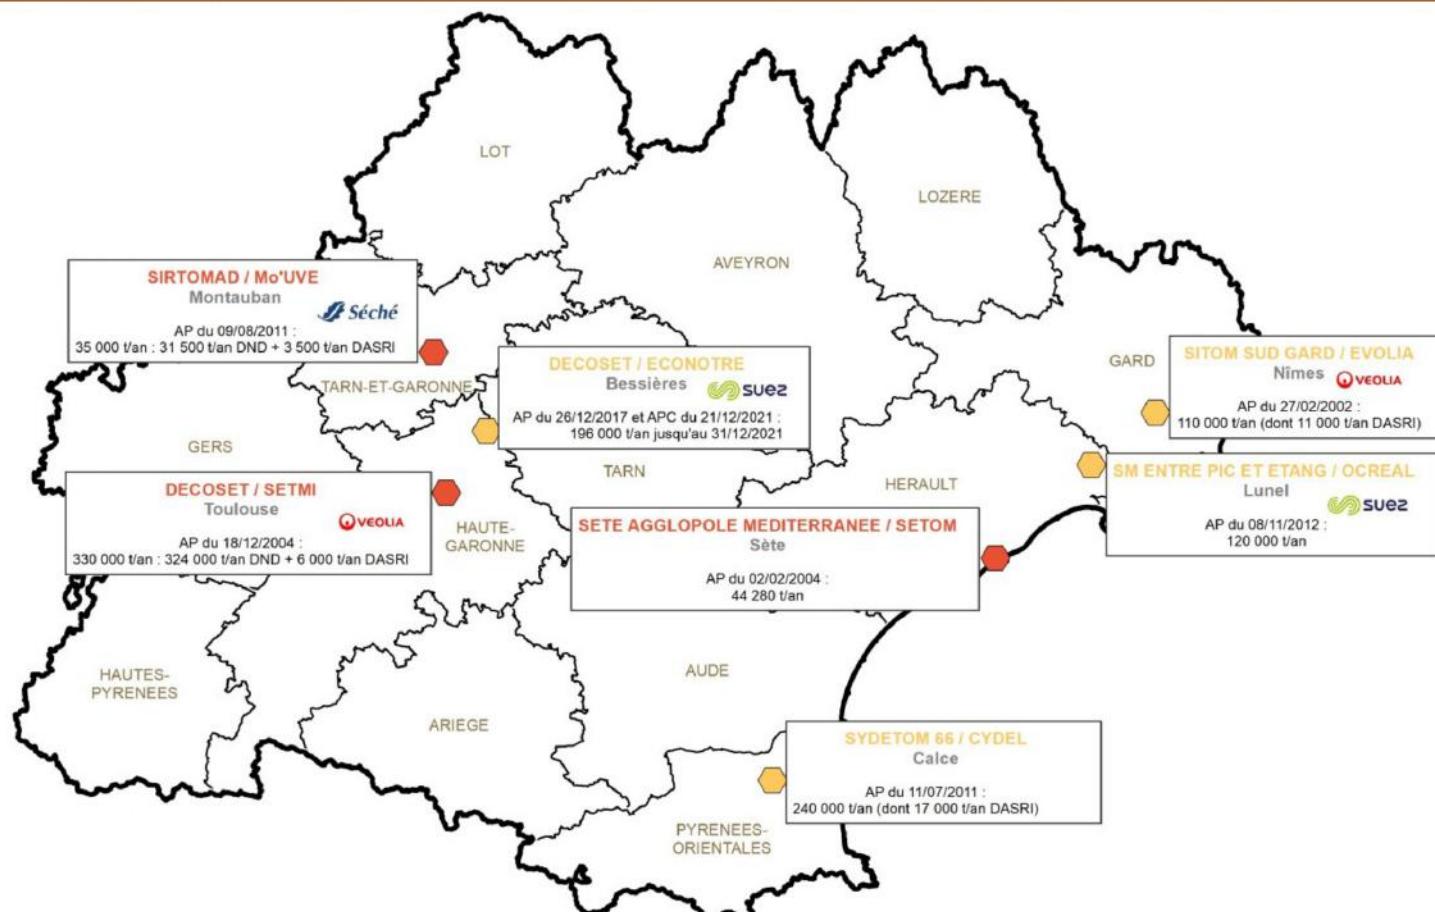 LOT
LOZERE
AVEYRON
SIRTOMAD / Mo'UVE
Montauban
Séché
AP du 09/08/2011 :
35 000 t/an : 31 500 t/an DND + 3 500 t/an DASRI
TARN-ET-GARONNE
DECOSET / ECONOTRE
Bessières
suez
AP du 26/12/2017 et APC du 21/12/2021 :
196 000 t/an jusqu'au 31/12/2021
GARD
SITOM SUD GARD / EVOLIA
Nîmes
VEOLIA
AP du 27/02/2002 :
110 000 t/an (dont 11 000 t/an DASRI)
GERS
TARN
HERAULT
SM ENTRE PIC ET ETANG / OCREAL
Lunel
suez
AP du 08/11/2012 :
120 000 t/an
DECOSET / SETMI
Toulouse
VEOLIA
AP du 18/12/2004 :
330 000 t/an : 324 000 t/an DND + 6 000 t/an DASRI
HAUTE-
GARONNE
SETE AGGLOPOLE MEDITERRANEE / SETOM
Sète
AP du 02/02/2004 :
44 280 t/an
HAUTES-
PYRENEES
ARIEGE
AUDE
SYDETOM 66 / CYDEL
Calce
AP du 11/07/2011 :
240 000 t/an (dont 17 000 t/an DASRI)
PYRENEES-
ORIENTALES